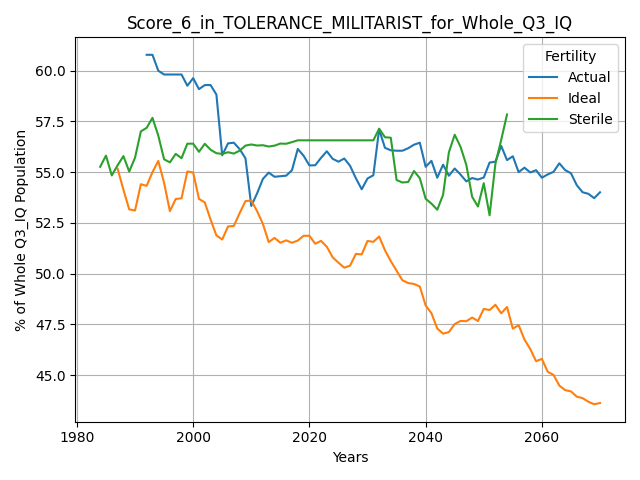 Score_6_in_TOLERANCE_MILITARIST_for_Whole_Q3_IQ
Fertility
Actual
Ideal
Sterile
% of Whole Q3_IQ Population
60.0
57.5
55.0
52.5
50.0
47.5
45.0
1980 2000 2020 2040 2060
Years